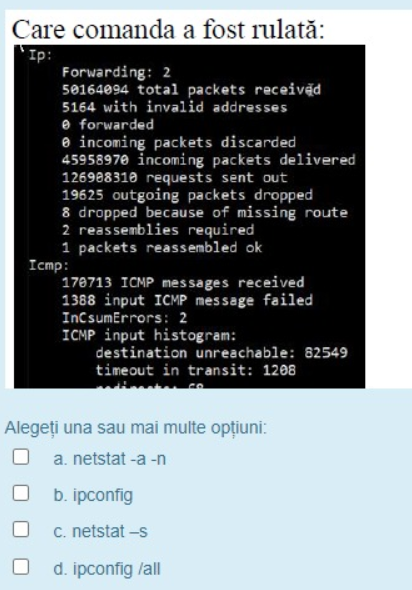 Care comanda a fost rulată:
Ip:
Forwarding: 2
50164094 total packets received
5164 with invalid addresses
0 forwarded
0 incoming packets discarded
45958970 incoming packets delivered
126908310 requests sent out
19625 outgoing packets dropped
8 dropped because of missing route
2 reassemblies required
1 packets reassembled ok
Icmp:
170713 ICMP messages received
1388 input ICMP message failed
InCsumErrors: 2
ICMP input histogram:
destination unreachable: 82549
timeout in transit: 1208
Alegeți una sau mai multe opțiuni:
a. netstat -a -n
b. ipconfig
c. netstat –s
d. ipconfig /all